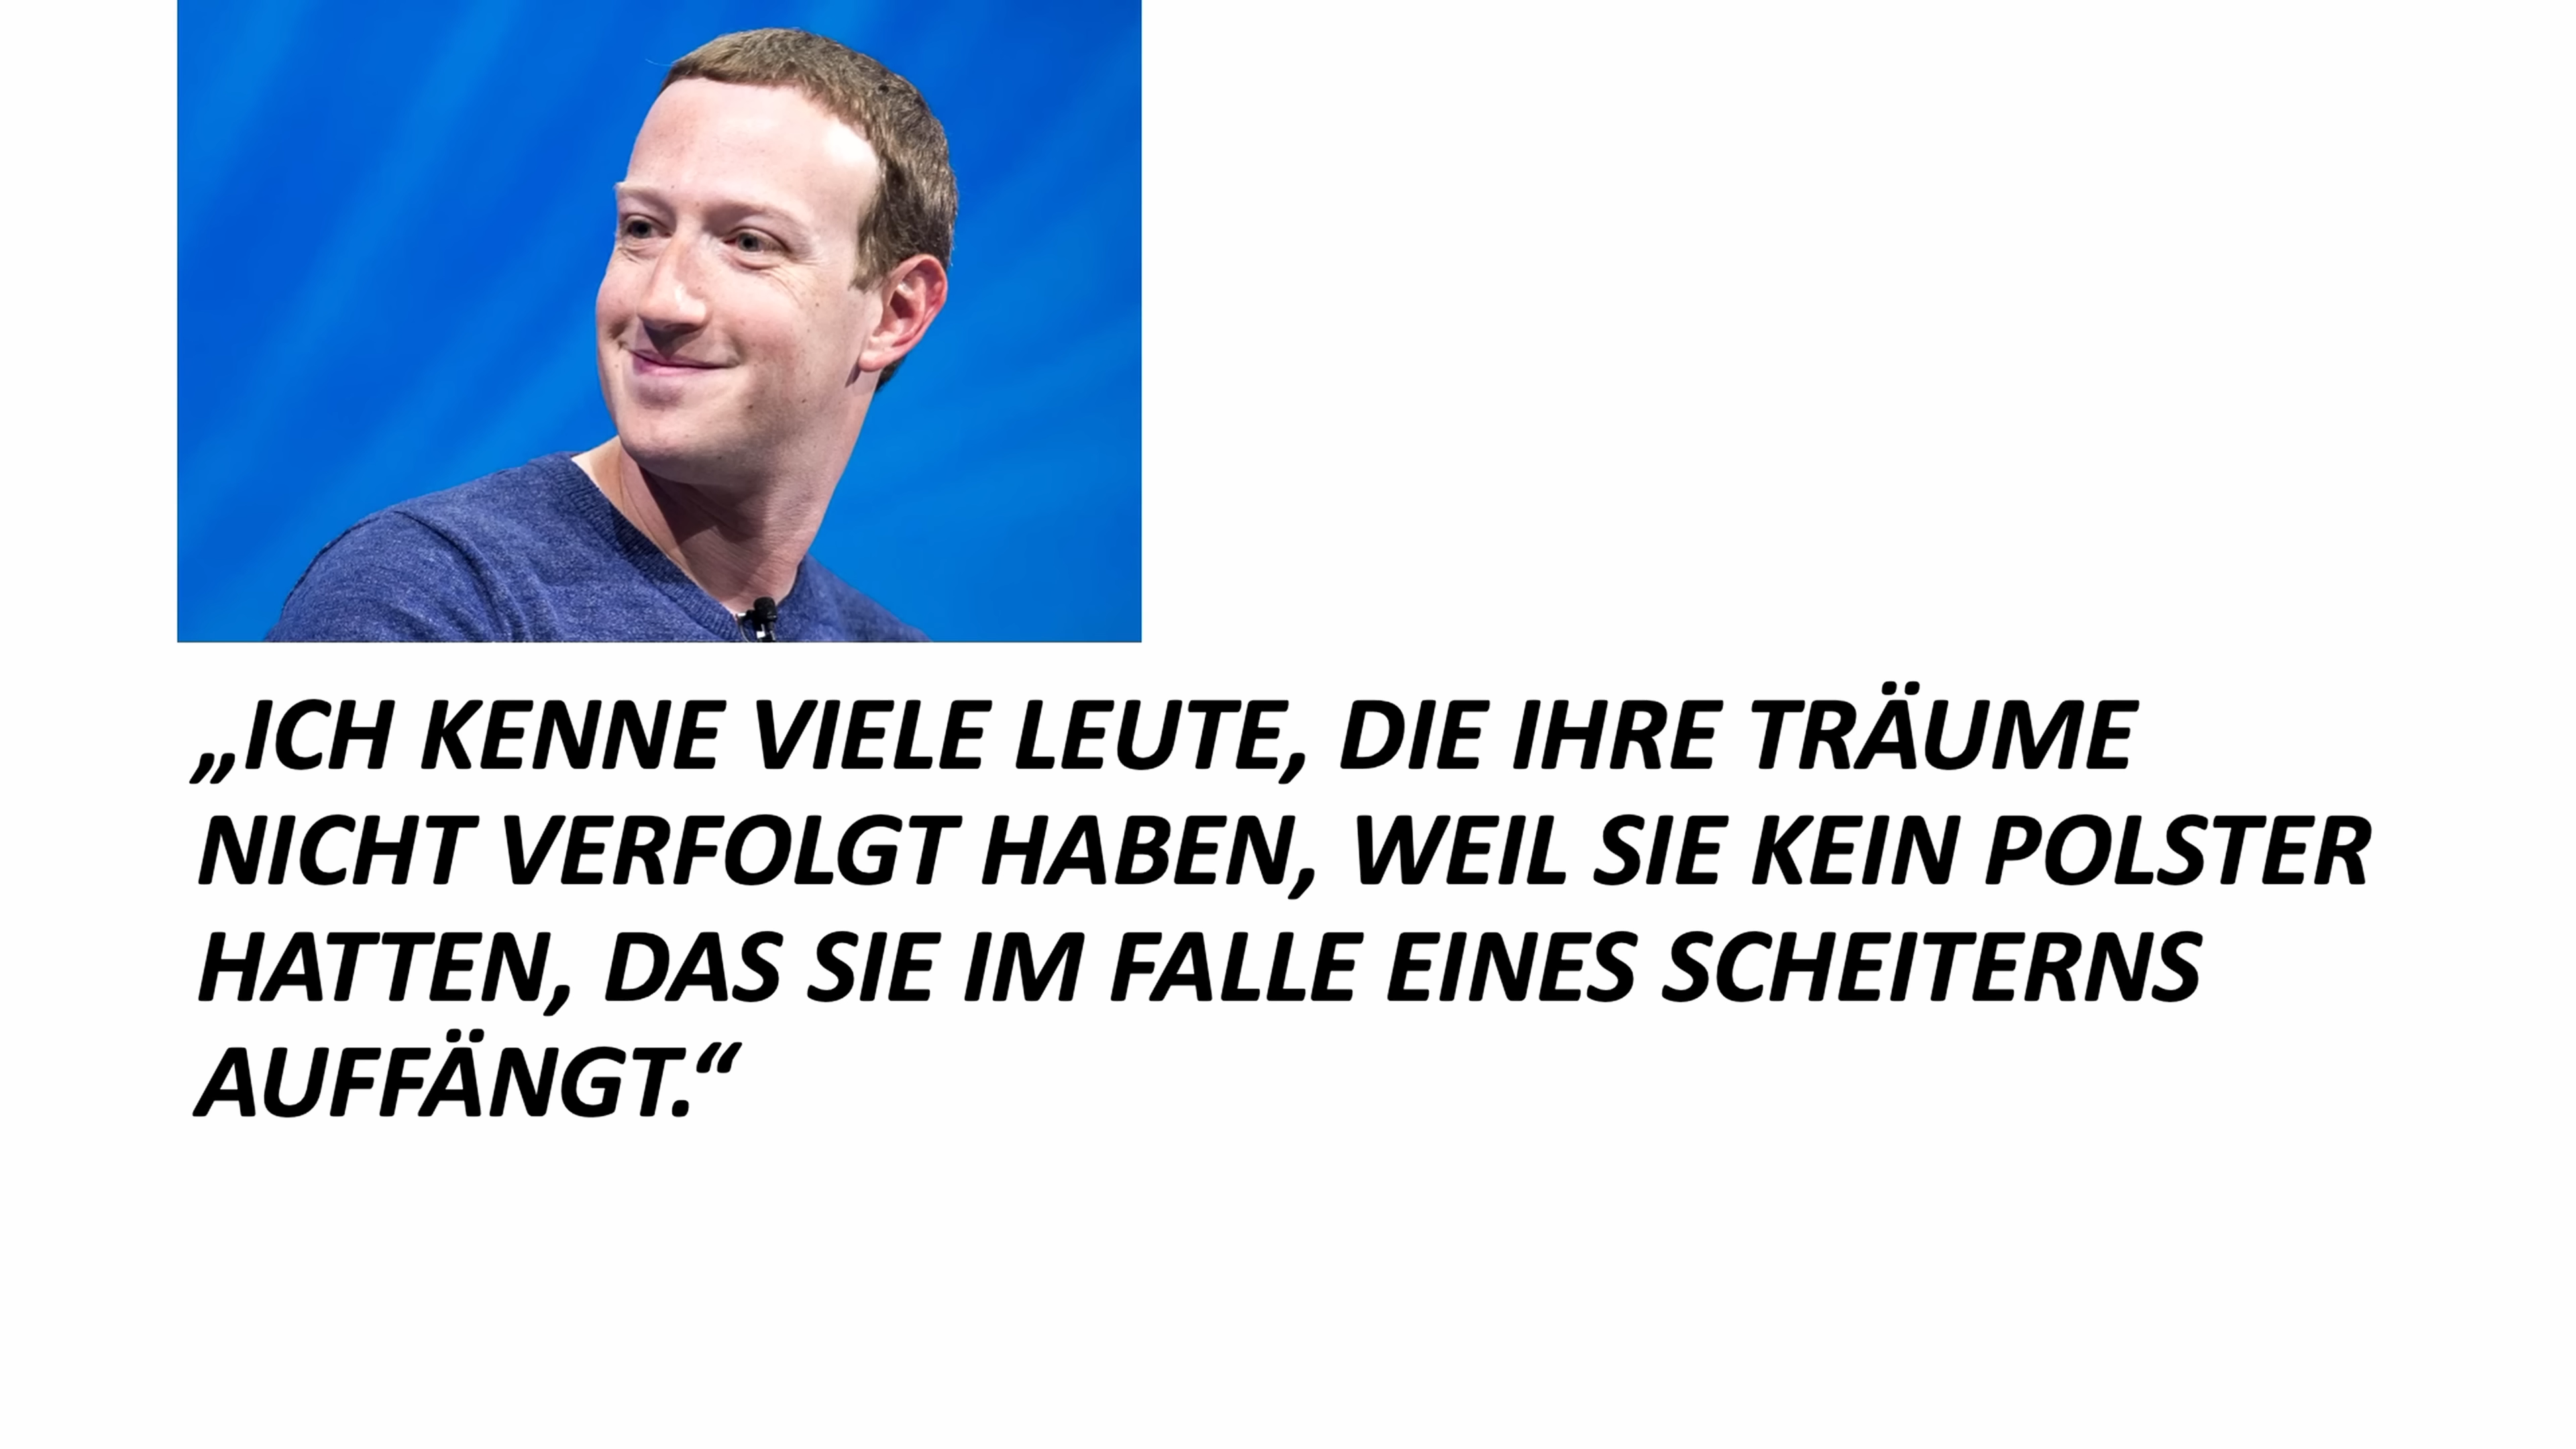 „ICH KENNE VIELE LEUTE, DIE IHRE TRÄUME
NICHT VERFOLGT HABEN, WEIL SIE KEIN POLSTER
HATTEN, DAS SIE IM FALLE EINES SCHEITERNS
AUFFÄNGT.“